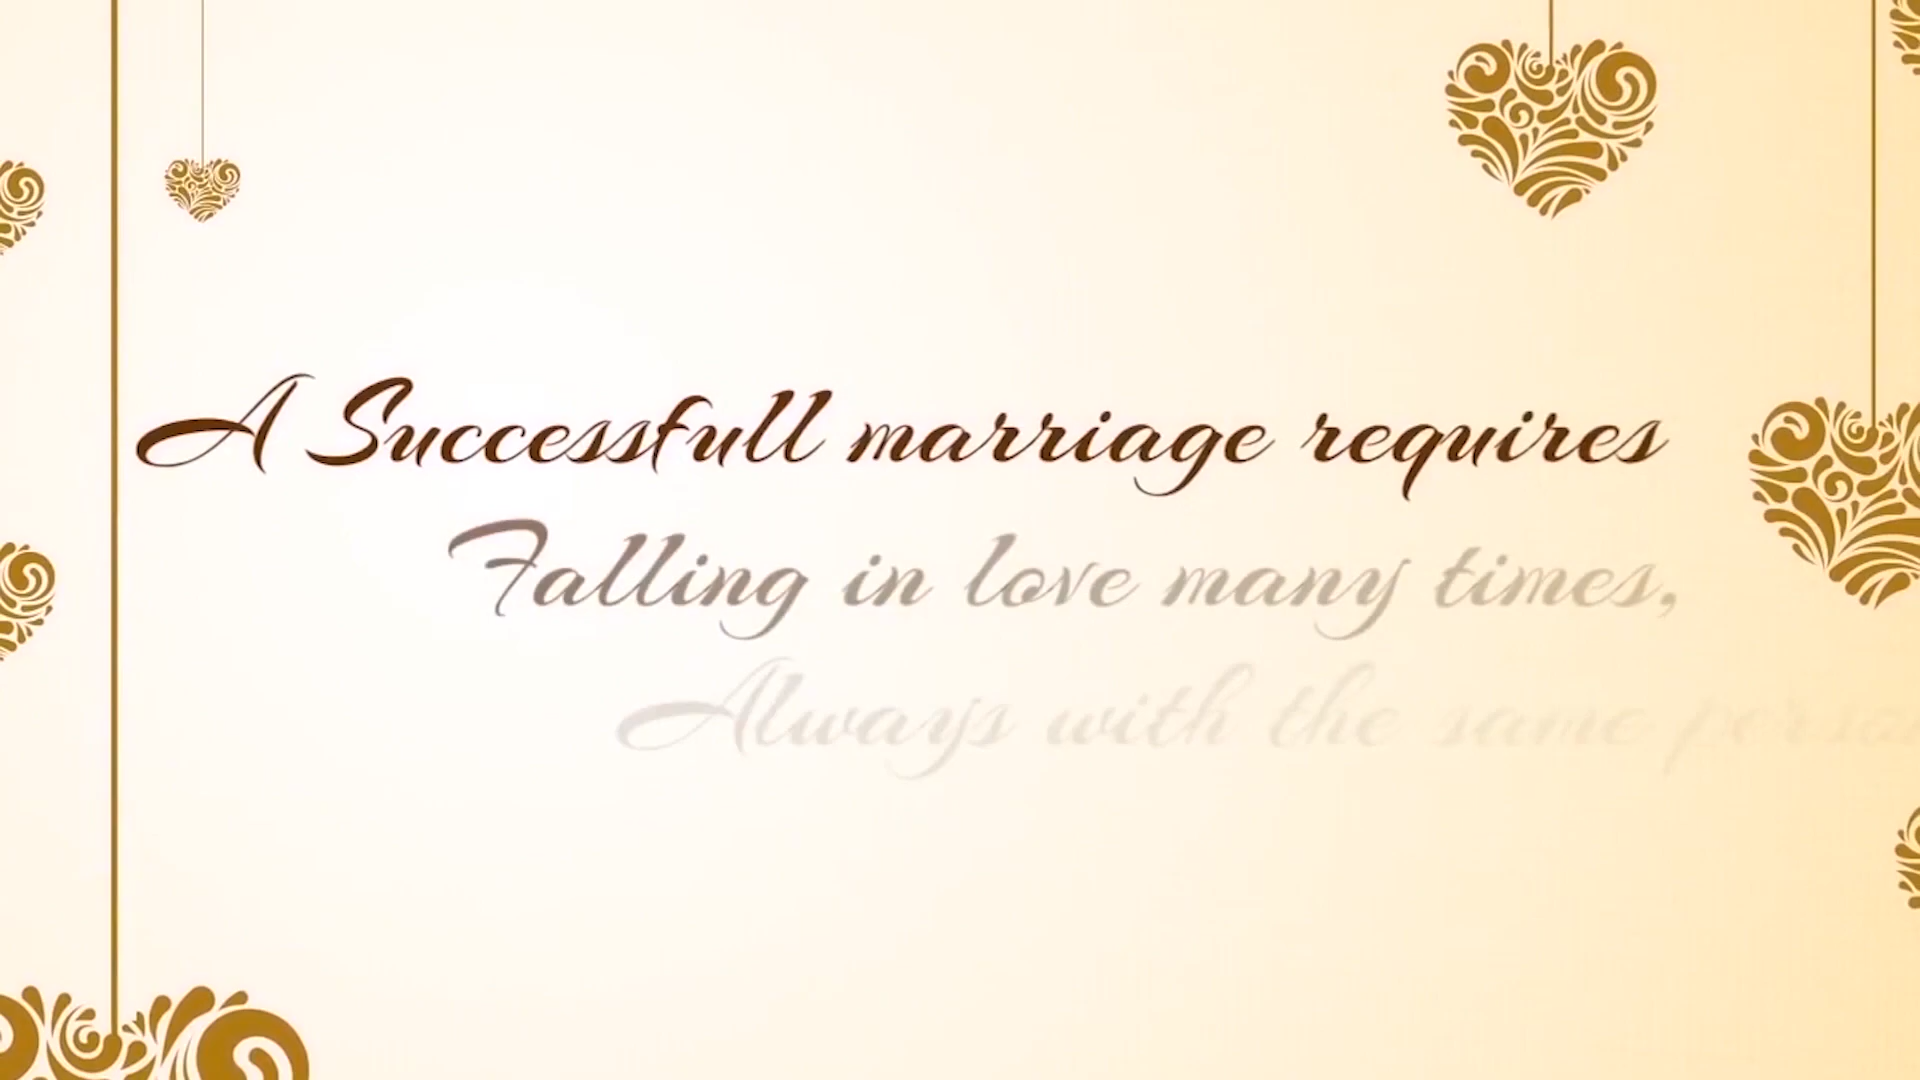 A Successfull marriage requires
Falling in love many times,
Always with the same